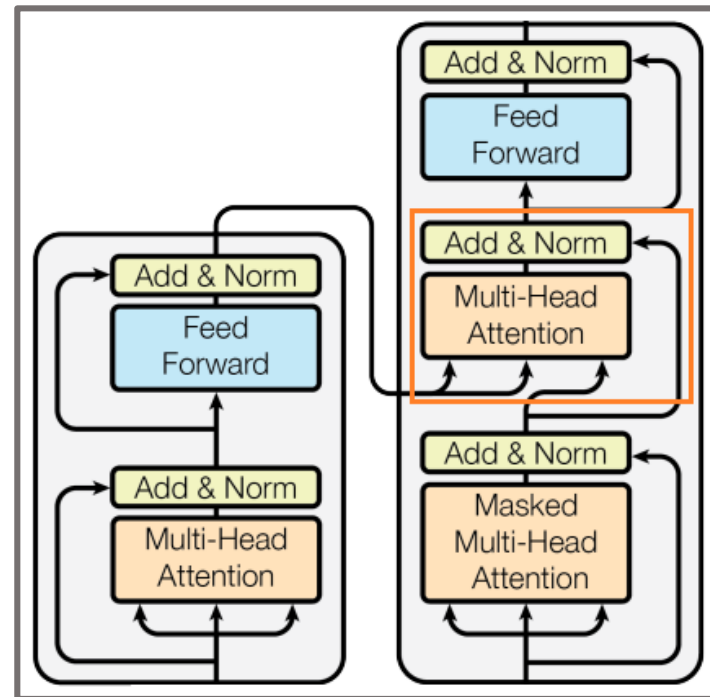 Add & Norm
Feed
Forward
Add & Norm
Multi-Head
Attention
Add & Norm
Masked
Multi-Head
Attention
Add & Norm
Feed
Forward
Add & Norm
Multi-Head
Attention